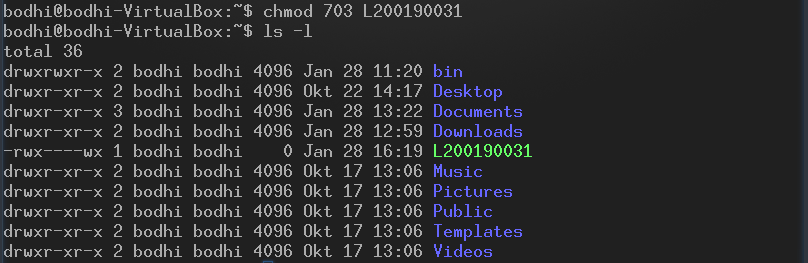 bodhi@bodhi-VirtualBox:~$ chmod 703 L200190031
bodhi@bodhi-VirtualBox:~$ ls -l
total 36
drwxrwxr-x 2 bodhi bodhi 4096 Jan 28 11:20 bin
drwxr-xr-x 2 bodhi bodhi 4096 Okt 22 14:17 Desktop
drwxr-xr-x 3 bodhi bodhi 4096 Jan 28 13:22 Documents
drwxr-xr-x 2 bodhi bodhi 4096 Jan 28 12:59 Downloads
-rwx----wx 1 bodhi bodhi    0 Jan 28 16:19 L200190031
drwxr-xr-x 2 bodhi bodhi 4096 Okt 17 13:06 Music
drwxr-xr-x 2 bodhi bodhi 4096 Okt 17 13:06 Pictures
drwxr-xr-x 2 bodhi bodhi 4096 Okt 17 13:06 Public
drwxr-xr-x 2 bodhi bodhi 4096 Okt 17 13:06 Templates
drwxr-xr-x 2 bodhi bodhi 4096 Okt 17 13:06 Videos